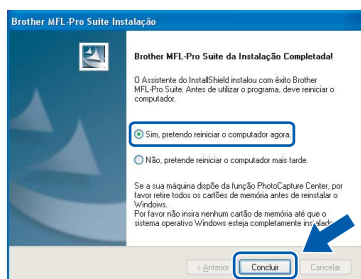 Brother MFL-Pro Suite Instalação
Brother MFL-Pro Suite da Instalação Completada!
O Assistente do InstallShield instalou com êxito Brother
MFL-Pro Suite. Antes de utilizar o programa, deve reiniciar o
computador.
Sim, pretendo reiniciar o computador agora.
Não, pretende reiniciar o computador mais tarde.
Se a sua máquina dispõe da função PhotoCapture Center, por
favor retire todos os cartões de memória antes de reinstalar o
Windows.
Por favor não insira nenhum cartão de memória até que o
sistema operativo Windows esteja completamente instalado.
< Anterior
Concluir
Cancelar